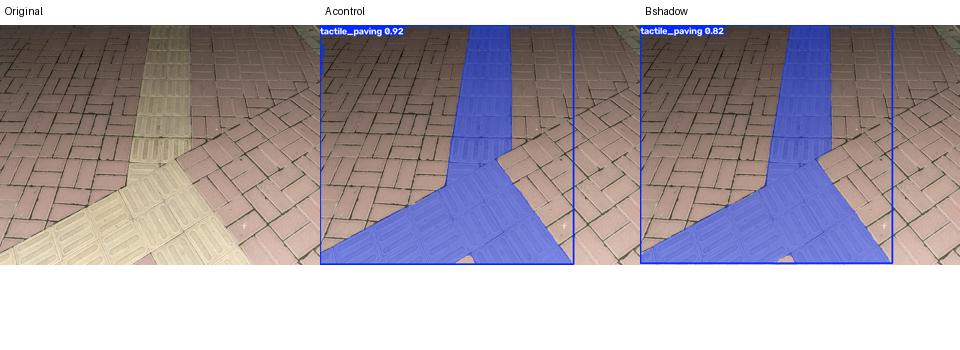 Original
Acontrol
Bshadow
tactile_paving 0.92
tactile_paving 0.82